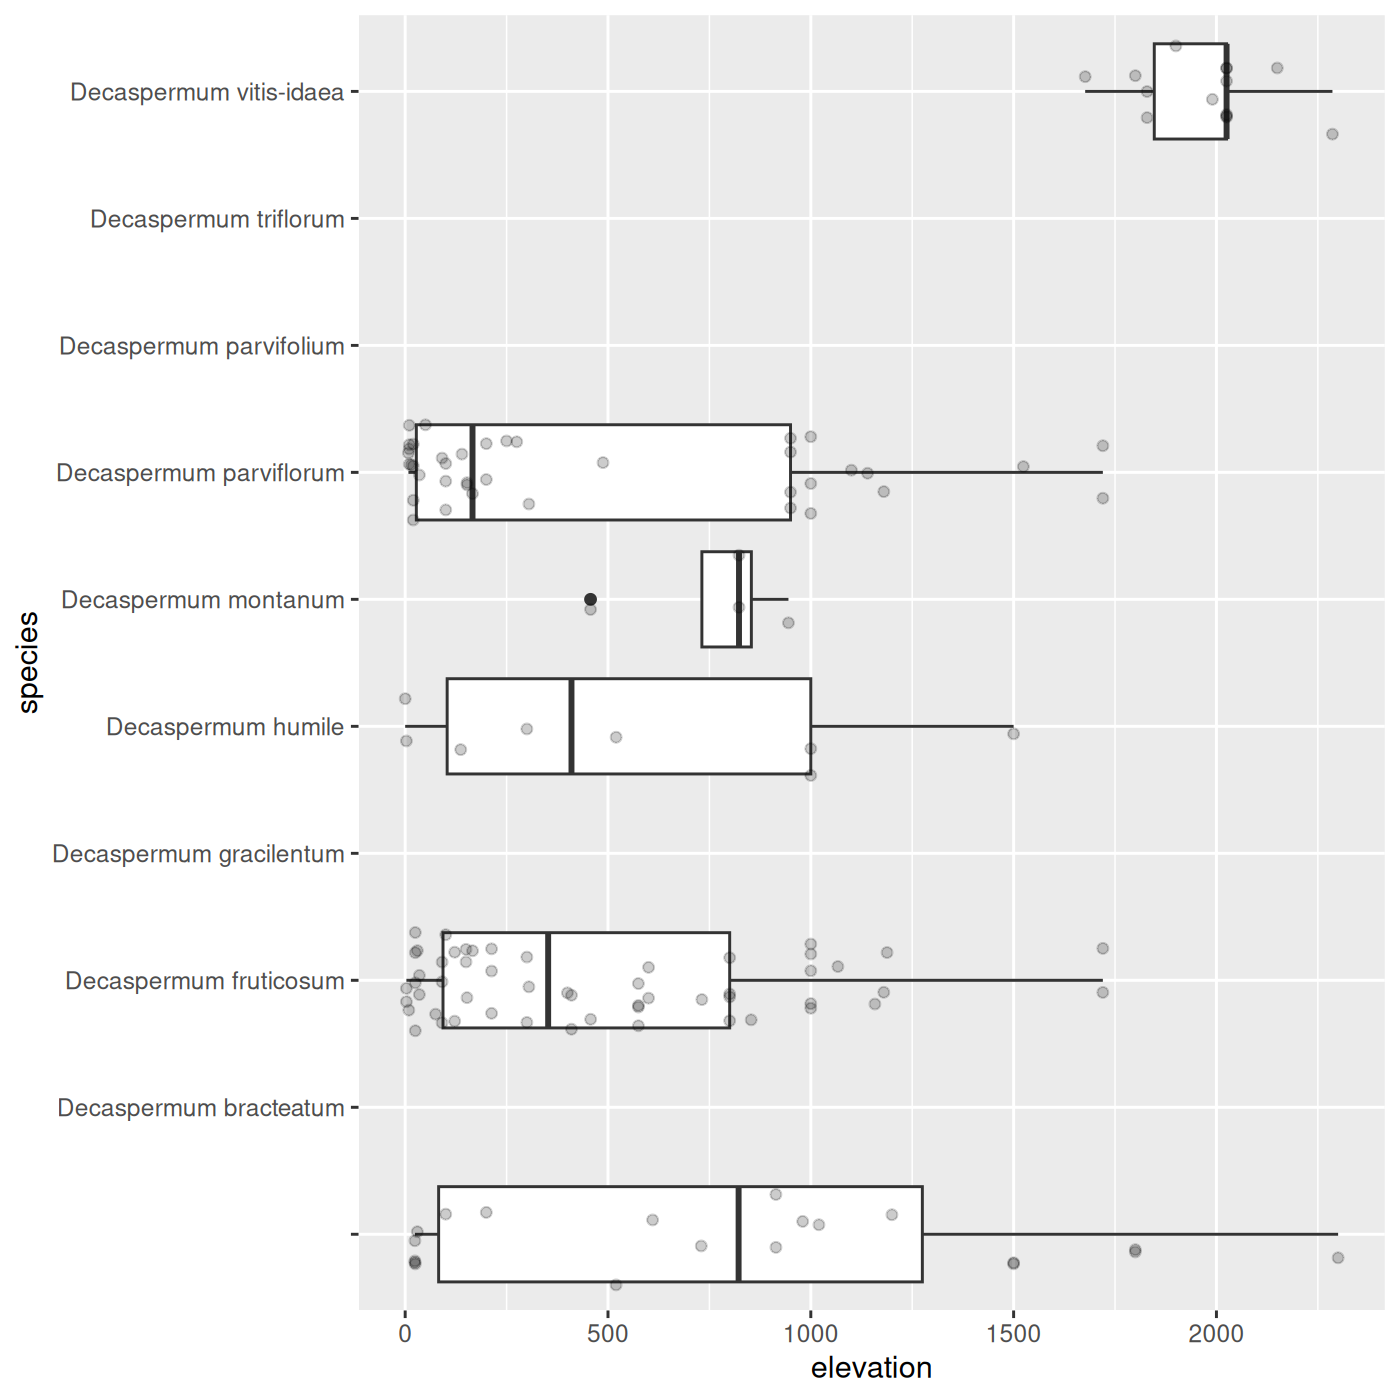 Decaspermum vitis-idaea
Decaspermum triflorum
Decaspermum parvifolium
Decaspermum parviflorum
Decaspermum montanum
Decaspermum humile
Decaspermum gracilentum
Decaspermum fruticosum
Decaspermum bracteatum
species
0 500 1000 1500 2000
elevation